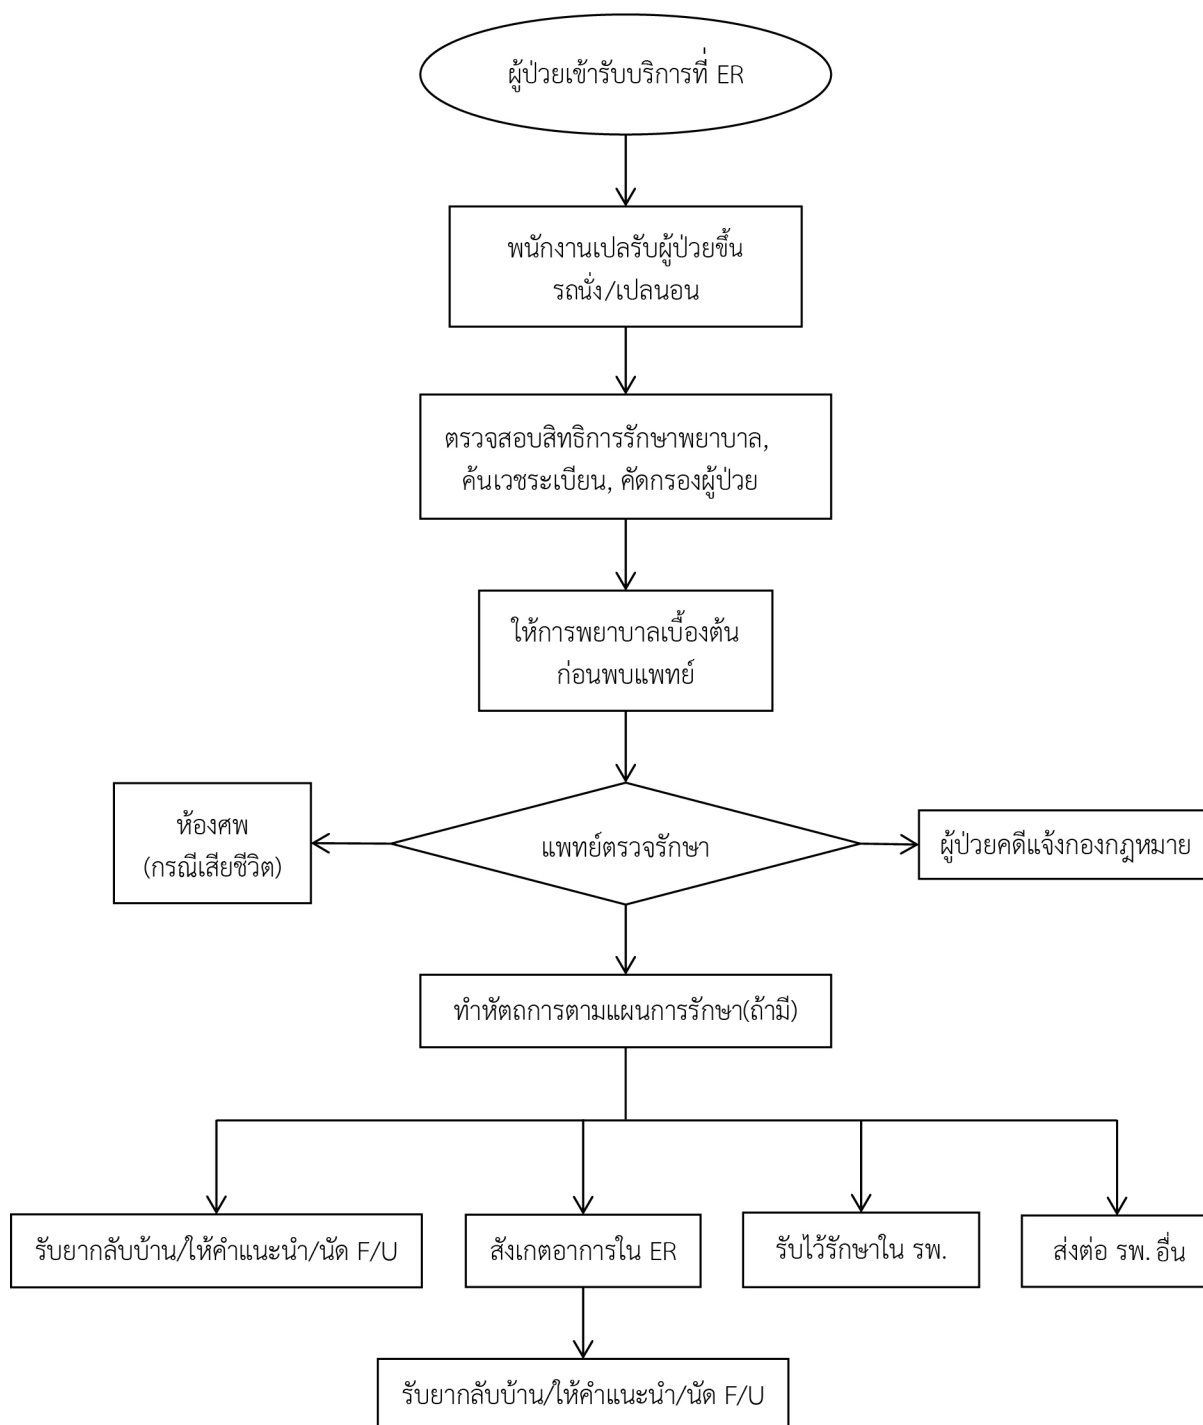 ผู้ป่วยเข้ารับบริการที่ ER
พนักงานเปลรับผู้ป่วยขึ้น
รถนั่ง/เปลนอน
ตรวจสอบสิทธิการรักษาพยาบาล,
ค้นเวชระเบียน, คัดกรองผู้ป่วย
ให้การพยาบาลเบื้องต้น
ก่อนพบแพทย์
ห้องศพ
(กรณีเสียชีวิต)
แพทย์ตรวจรักษา
ผู้ป่วยคดีแจ้งกองกฎหมาย
ทำหัตถการตามแผนการรักษา(ถ้ามี)
รับยากลับบ้าน/ให้คำแนะนำ/นัด F/U
สังเกตอาการใน ER
รับไว้รักษาใน รพ.
ส่งต่อ รพ. อื่น
รับยากลับบ้าน/ให้คำแนะนำ/นัด F/U